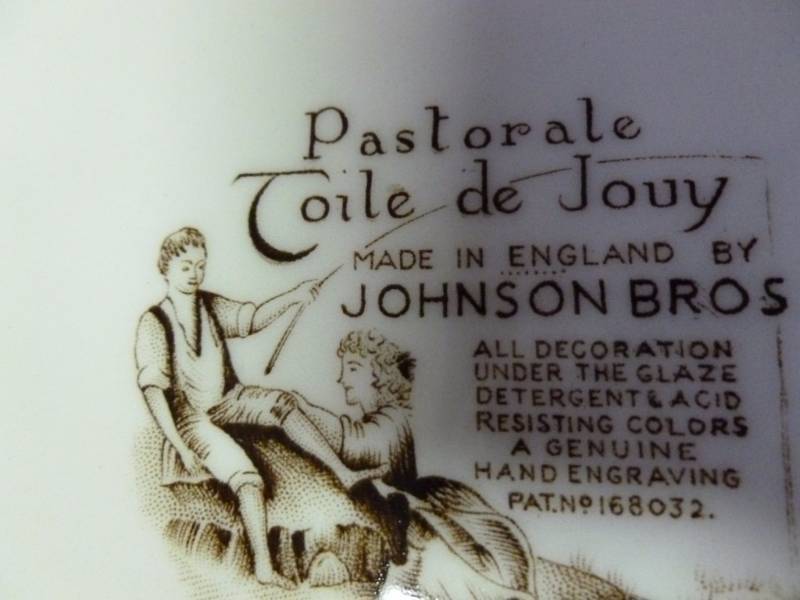 Pastorale
Toile de Jouy
MADE IN ENGLAND BY
JOHNSON BROS
ALL DECORATION
UNDER THE GLAZE
DETERGENT & ACID
RESISTING COLORS
A GENUINE
HAND ENGRAVING
PAT. Nº 168032.